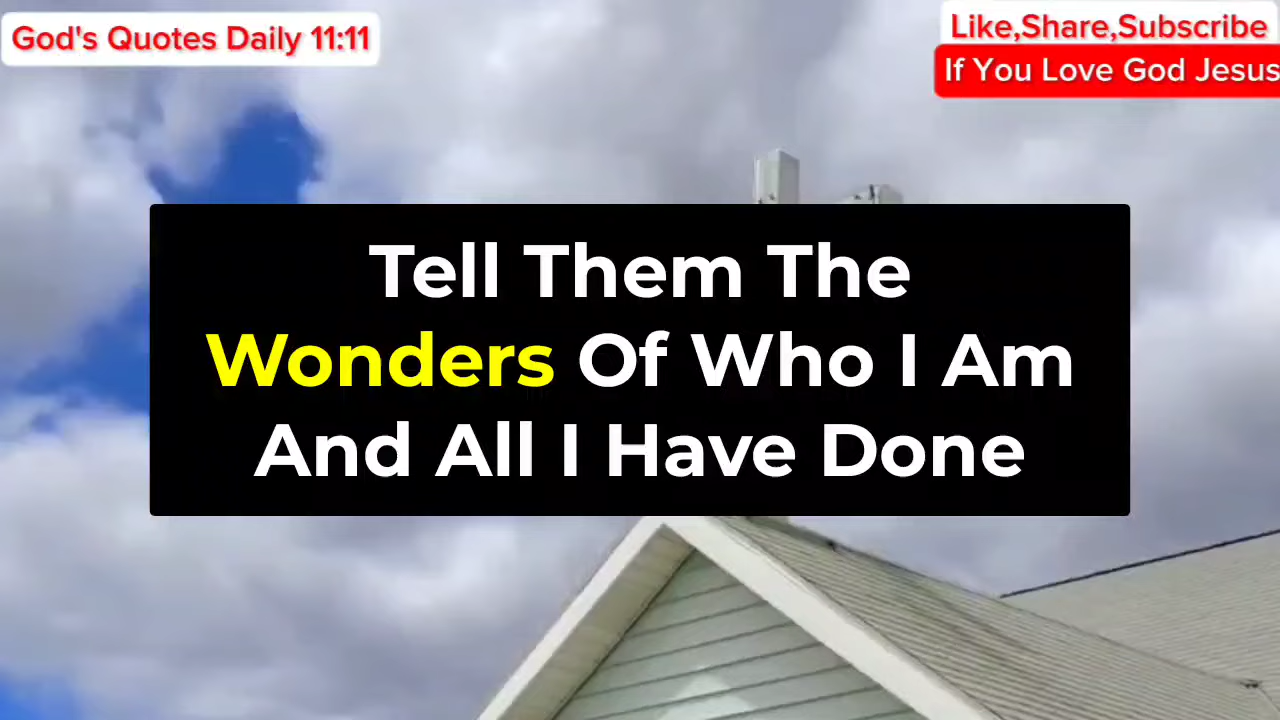 God's Quotes Daily 11:11
Like,Share,Subscribe
If You Love God Jesus
Tell Them The
Wonders Of Who I Am
And All I Have Done